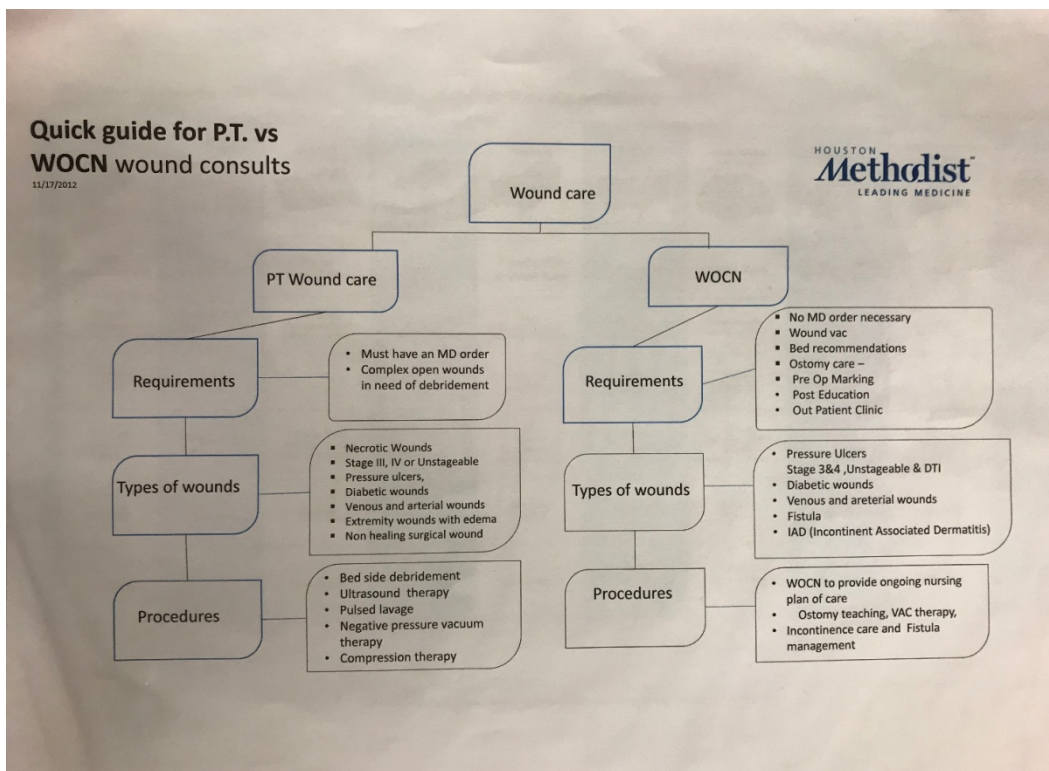 Quick guide for P.T. vs
WOCN wound consults
11/17/2012
HOUSTON
Methodist
LEADING MEDICINE
Wound care
PT Wound care
Requirements
• Must have an MD order
• Complex open wounds
in need of debridement
Types of wounds
▪ Necrotic Wounds
▪ Stage III, IV or Unstageable
▪ Pressure ulcers,
▪ Diabetic wounds
▪ Venous and arterial wounds
▪ Extremity wounds with edema
▪ Non healing surgical wound
Procedures
• Bed side debridement
• Ultrasound therapy
• Pulsed lavage
• Negative pressure vacuum
therapy
• Compression therapy
WOCN
Requirements
▪ No MD order necessary
▪ Wound vac
▪ Bed recommendations
▪ Ostomy care –
▪ Pre Op Marking
• Post Education
• Out Patient Clinic
Types of wounds
• Pressure Ulcers
Stage 3&4 ,Unstageable & DTI
• Diabetic wounds
• Venous and areterial wounds
• Fistula
• IAD (Incontinent Associated Dermatitis)
Procedures
• WOCN to provide ongoing nursing
plan of care
• Ostomy teaching, VAC therapy,
• Incontinence care and Fistula
management